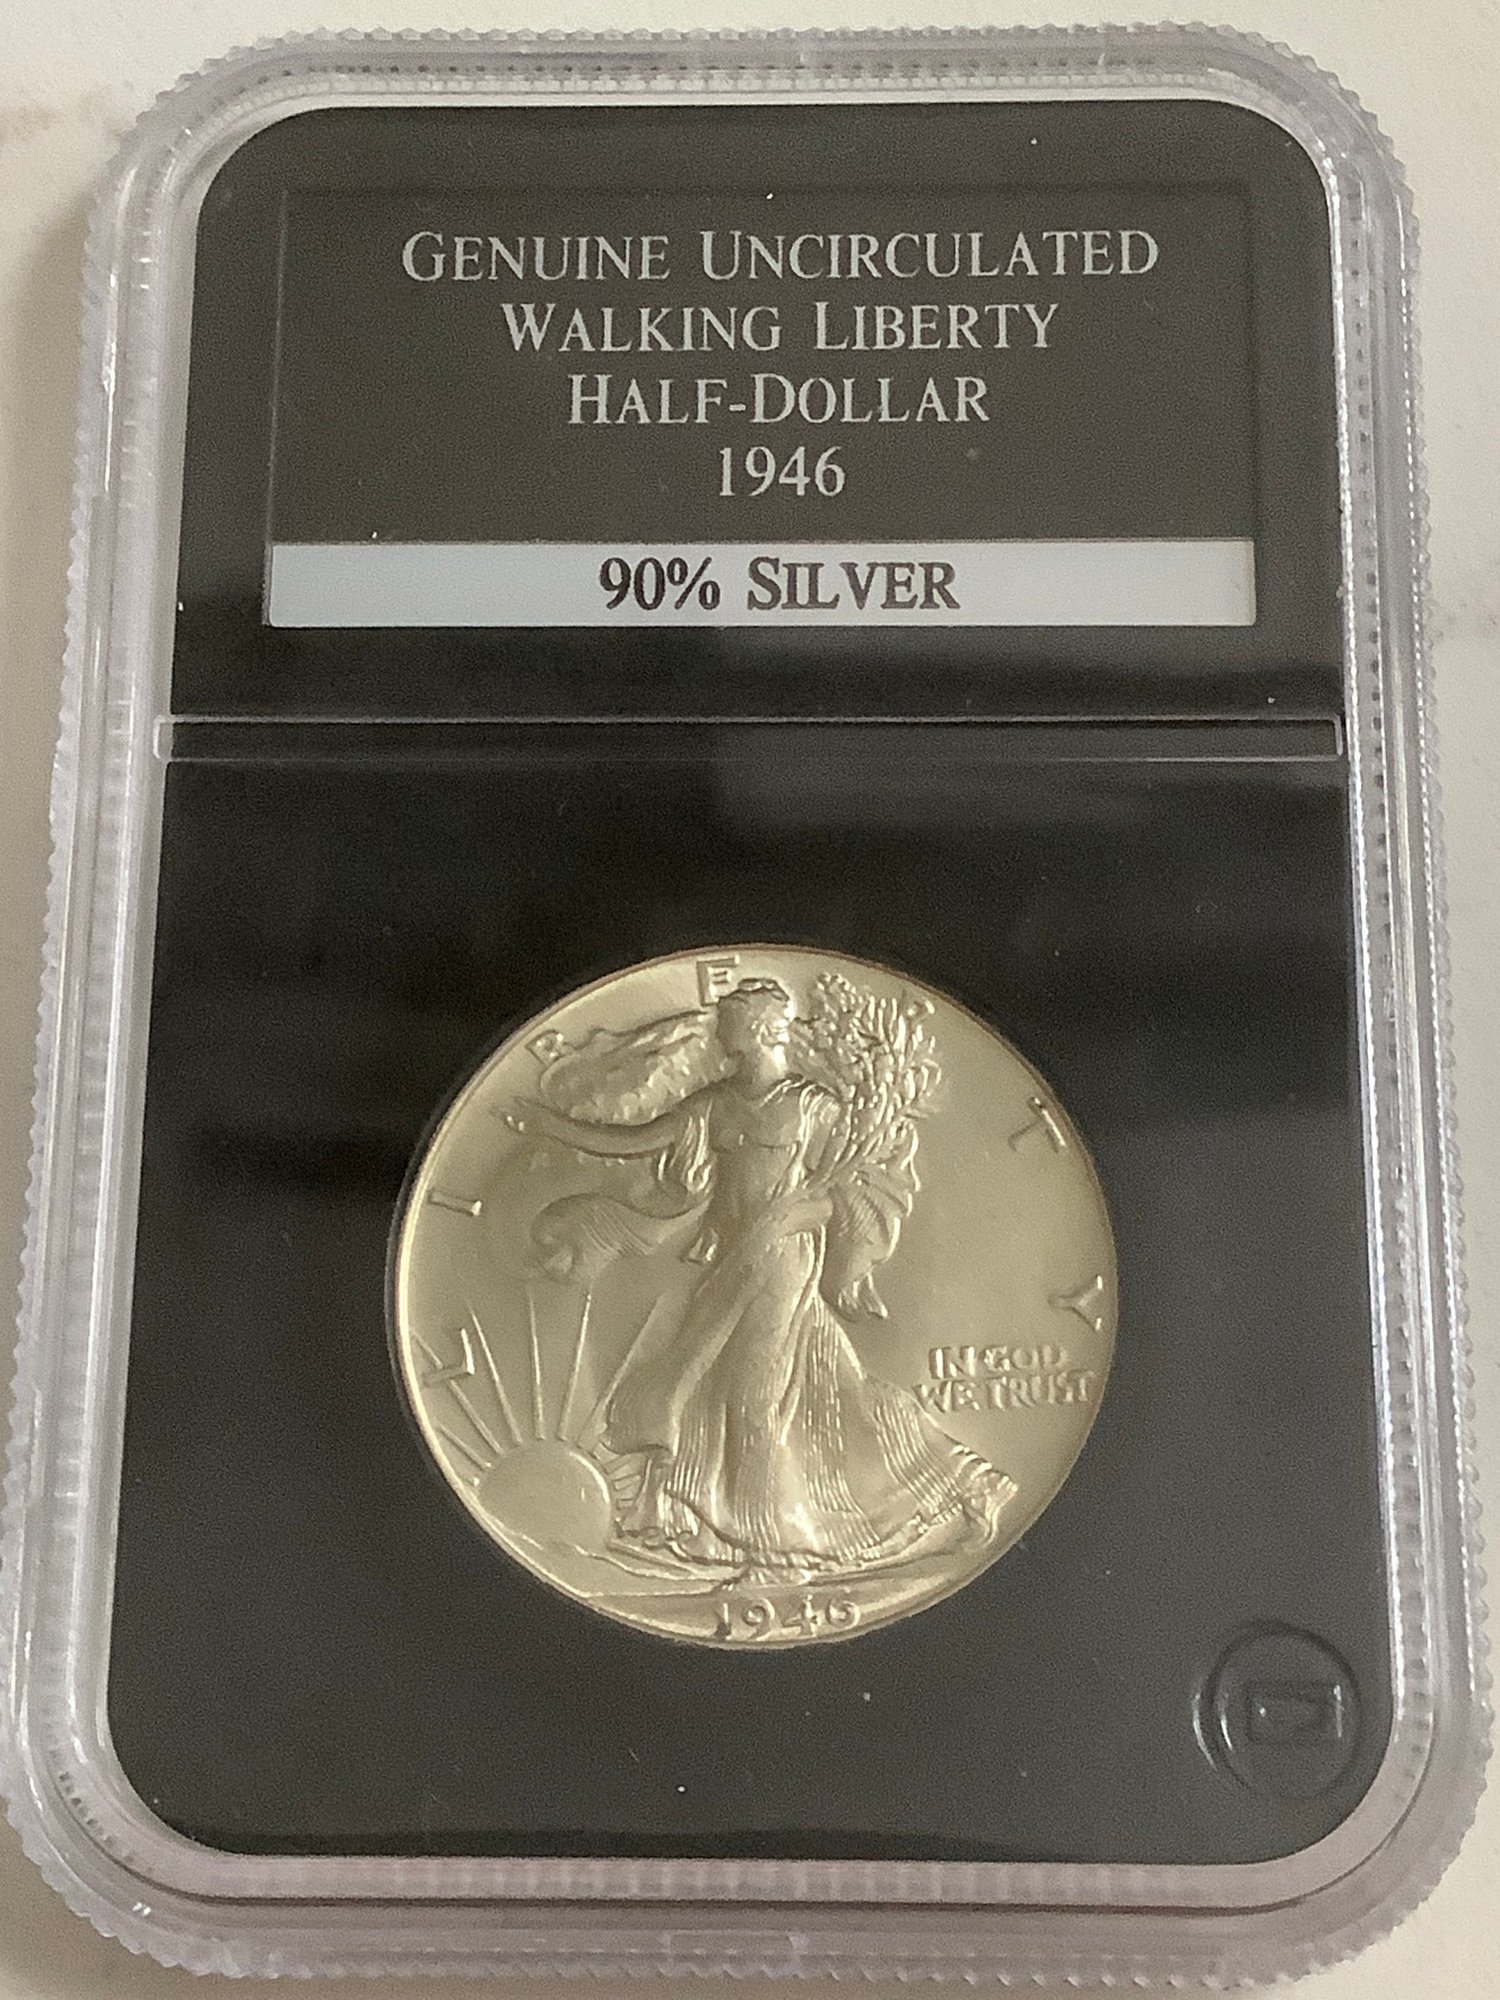 GENUINE UNCIRCULATED
WALKING LIBERTY
HALF-DOLLAR
1946
90% SILVER
LIBERTY
IN GOD
WE TRUST
1946